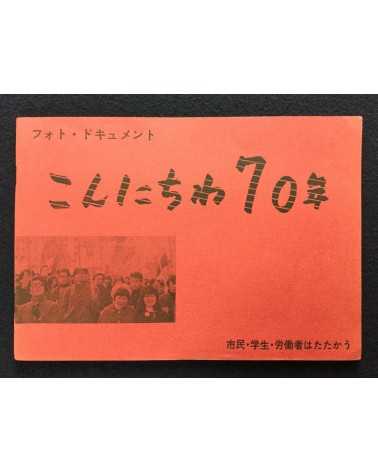 フォト・ドキュメント
こんにちわ70年
市民・学生・労働者はたたかう